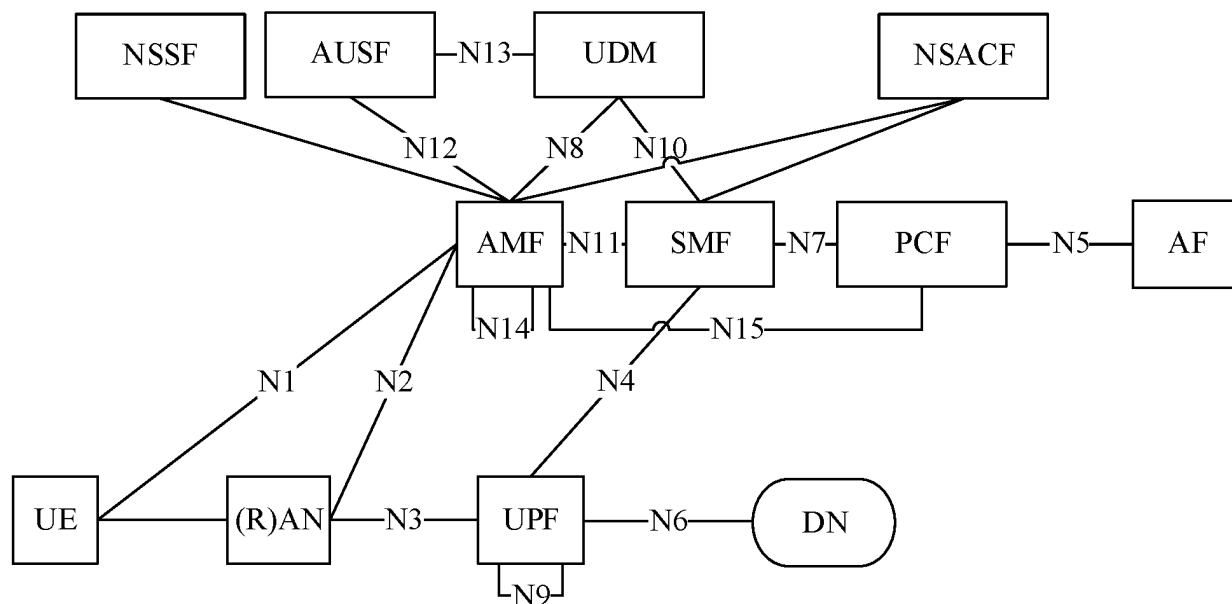 NSSF
AUSF
N13
UDM
NSACF
N12
N8
N10
AMF
N11
SMF
N7
PCF
N5
AF
N14
N15
N1
N2
N4
UE
(R)AN
N3
UPF
N6
DN
N9